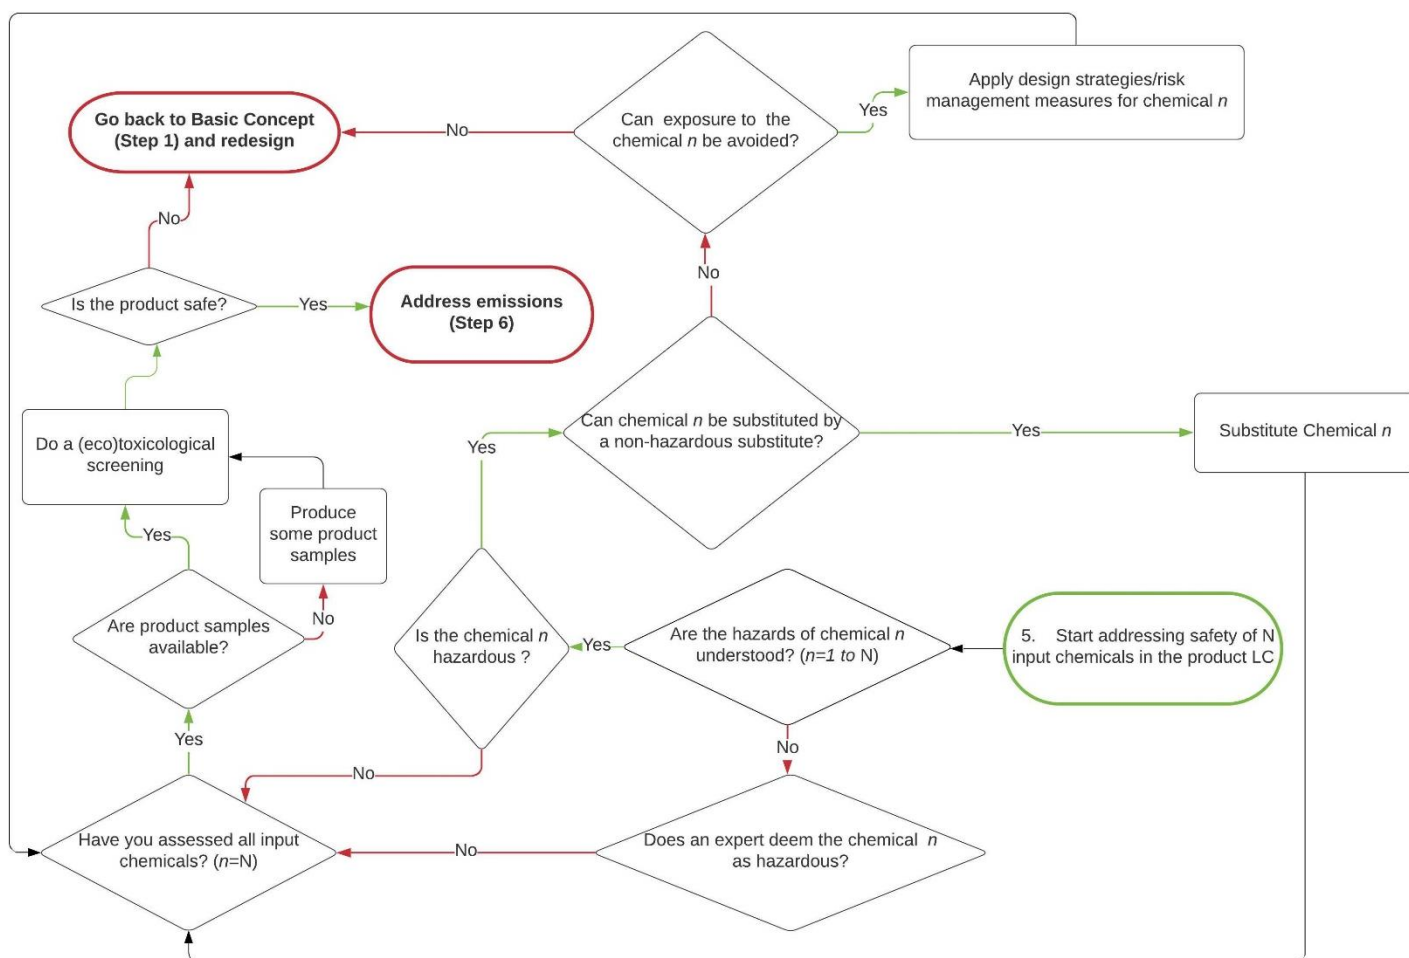 Apply design strategies/risk
management measures for chemical n
Can exposure to the
chemical n be avoided?
Yes
No
Go back to Basic Concept
(Step 1) and redesign
No
No
Is the product safe?
Yes
Address emissions
(Step 6)
Can chemical n be substituted by
a non-hazardous substitute?
Yes
Substitute Chemical n
Yes
Do a (eco)toxicological
screening
Produce
some product
samples
Yes
Are product samples
available?
No
Is the chemical n
hazardous ?
Yes
Are the hazards of chemical n
understood? (n=1 to N)
5. Start addressing safety of N
input chemicals in the product LC
Yes
No
No
Have you assessed all input
chemicals? (n=N)
No
Does an expert deem the chemical n
as hazardous?